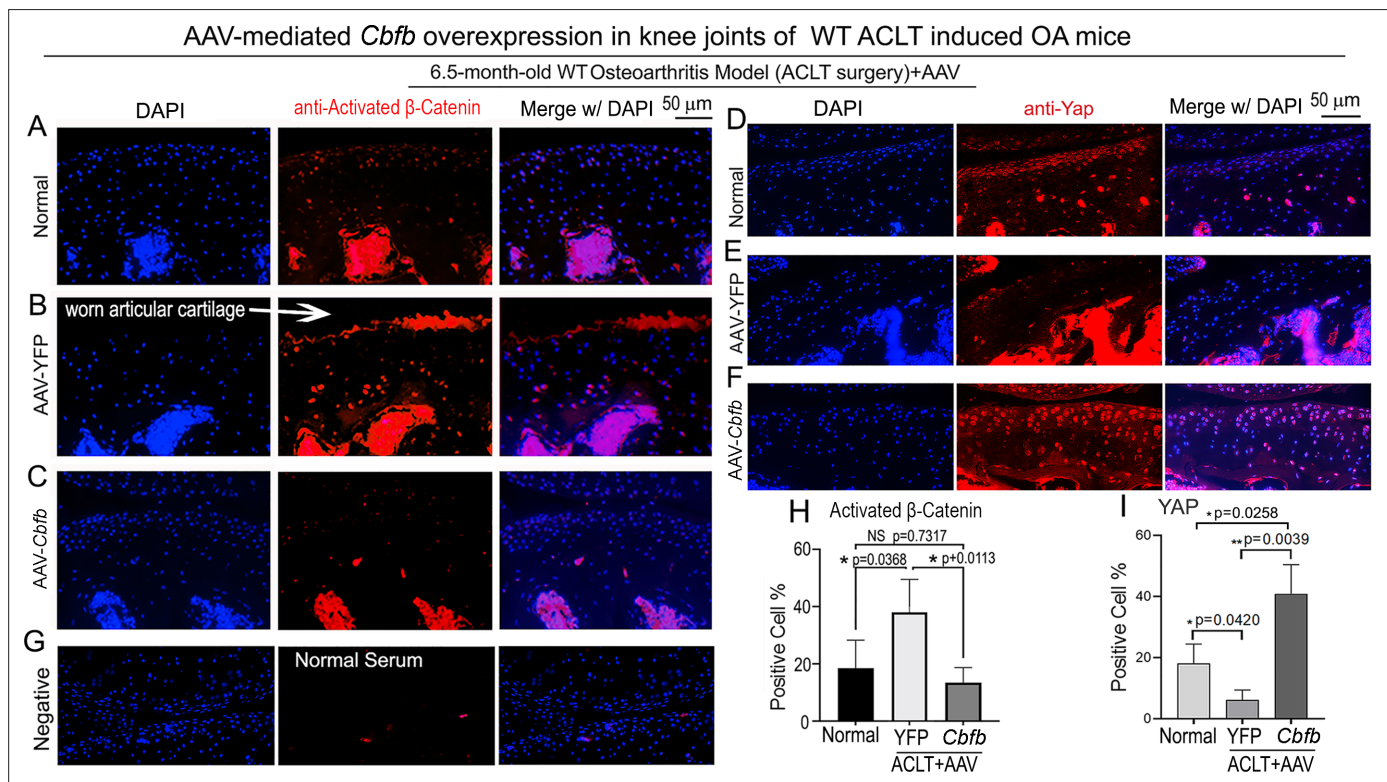 AAV-mediated Cbfb overexpression in knee joints of WT ACLT induced OA mice
6.5-month-old WT Osteoarthritis Model (ACLT surgery)+AAV
DAPI anti-Activated β-Catenin Merge w/ DAPI 50 µm
A
Normal
B
worn articular cartilage
AAV-YFP
C
AAV-Cbfb
G
Normal Serum
Negative
DAPI anti-Yap Merge w/ DAPI 50 µm
D
Normal
E
AAV-YFP
F
AAV-Cbfb
H Activated β-Catenin
NS p=0.7317
* p=0.0368 * p+0.0113
Positive Cell %
60
40
20
0
Normal YFP Cbfb
ACLT+AAV
I YAP
* p=0.0258
** p=0.0039
* p=0.0420
Positive Cell %
60
40
20
0
Normal YFP Cbfb
ACLT+AAV